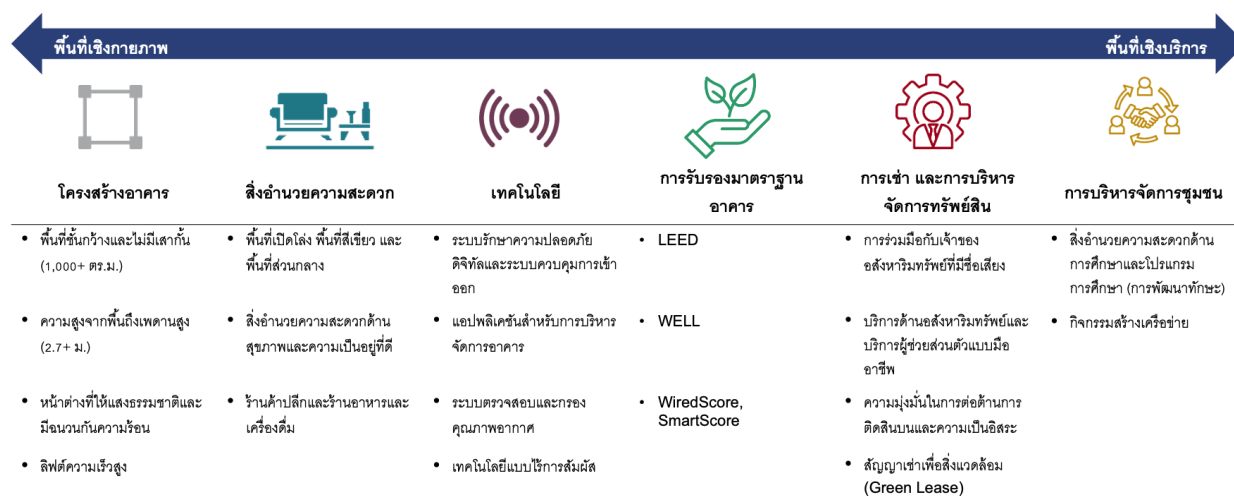 พื้นที่เชิงกายภาพ
พื้นที่เชิงบริการ
โครงสร้างอาคาร
สิ่งอำนวยความสะดวก
เทคโนโลยี
การรับรองมาตราฐาน
อาคาร
การเช่า และการบริหาร
จัดการทรัพย์สิน
การบริหารจัดการชุมชน
• พื้นที่ชั้นกว้างและไม่มีเสากั้น
(1,000+ ตร.ม.)
• ความสูงจากพื้นถึงเพดานสูง
(2.7+ ม.)
• หน้าต่างที่ให้แสงธรรมชาติและ
มีฉนวนกันความร้อน
• ลิฟต์ความเร็วสูง
• พื้นที่เปิดโล่ง พื้นที่สีเขียว และ
พื้นที่ส่วนกลาง
• สิ่งอำนวยความสะดวกด้าน
สุขภาพและความเป็นอยู่ที่ดี
• ร้านค้าปลีกและร้านอาหารและ
เครื่องดื่ม
• ระบบรักษาความปลอดภัย
ดิจิทัลและระบบควบคุมการเข้า
ออก
• แอปพลิเคชันสำหรับการบริหาร
จัดการอาคาร
• ระบบตรวจสอบและกรอง
คุณภาพอากาศ
• เทคโนโลยีแบบไร้การสัมผัส
• LEED
• WELL
• WiredScore,
SmartScore
• การร่วมมือกับเจ้าของ
อสังหาริมทรัพย์ที่มีชื่อเสียง
• บริการด้านอสังหาริมทรัพย์และ
บริการผู้ช่วยส่วนตัวแบบมือ
อาชีพ
• ความมุ่งมั่นในการต่อต้านการ
ติดสินบนและความเป็นอิสระ
• สัญญาเช่าเพื่อสิ่งแวดล้อม
(Green Lease)
• สิ่งอำนวยความสะดวกด้าน
การศึกษาและโปรแกรม
การศึกษา (การพัฒนาทักษะ)
• กิจกรรมสร้างเครือข่าย